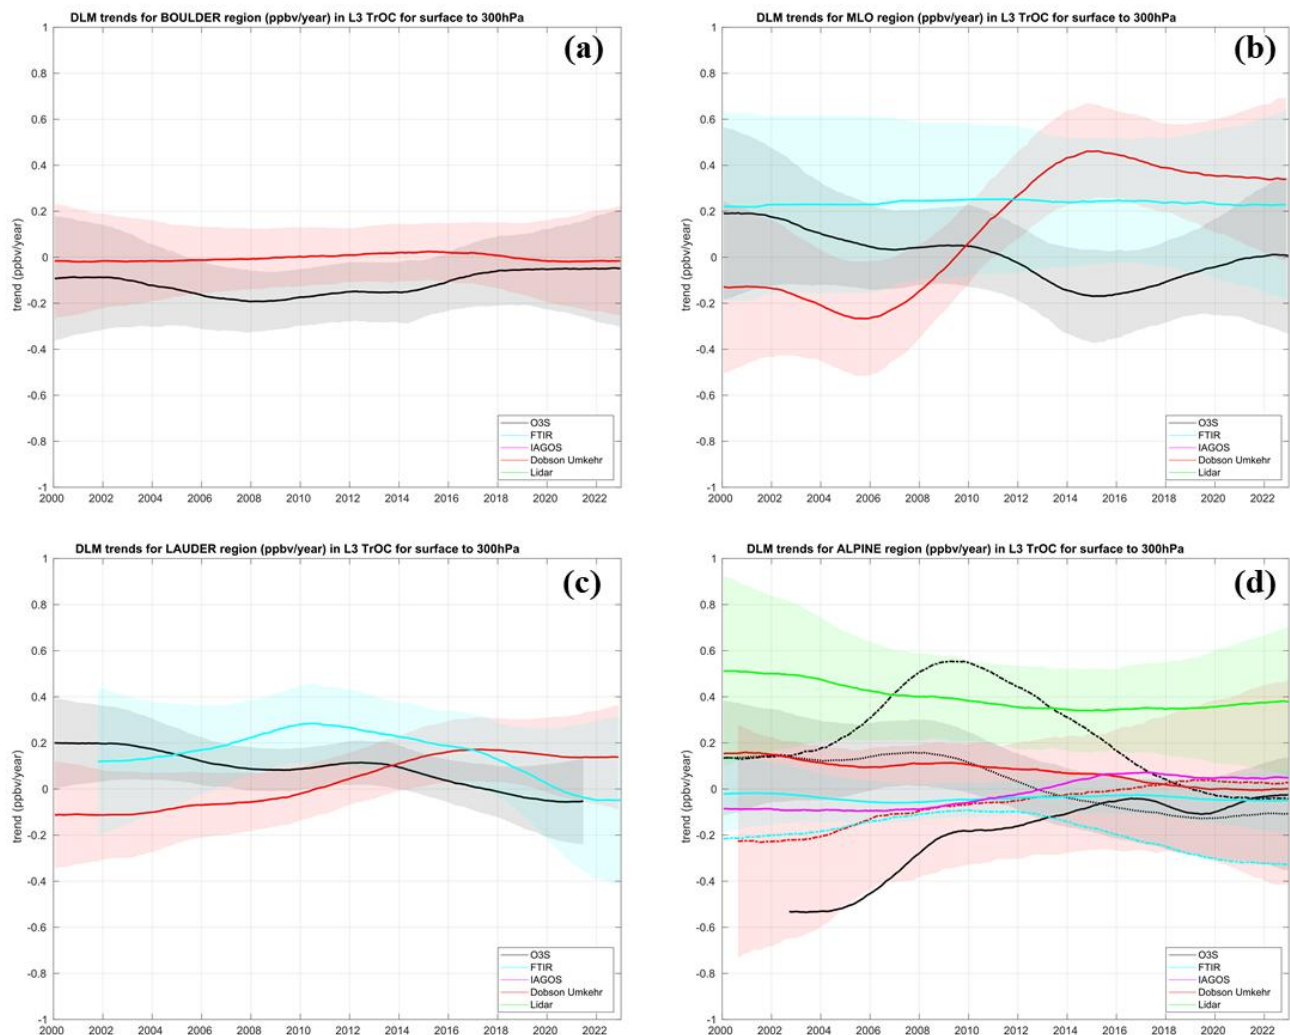 DLM trends for BOULDER region (ppbv/year) in L3 TrOC for surface to 300hPa
(a)
trend (ppbv/year)
1
0.8
0.6
0.4
0.2
0
-0.2
-0.4
-0.6
-0.8
-1
O3S
FTIR
IAGOS
Dobson Umkehr
Lidar
2000 2002 2004 2006 2008 2010 2012 2014 2016 2018 2020 2022
DLM trends for MLO region (ppbv/year) in L3 TrOC for surface to 300hPa
(b)
trend (ppbv/year)
1
0.8
0.6
0.4
0.2
0
-0.2
-0.4
-0.6
-0.8
-1
O3S
FTIR
IAGOS
Dobson Umkehr
Lidar
2000 2002 2004 2006 2008 2010 2012 2014 2016 2018 2020 2022
DLM trends for LAUDER region (ppbv/year) in L3 TrOC for surface to 300hPa
(c)
trend (ppbv/year)
1
0.8
0.6
0.4
0.2
0
-0.2
-0.4
-0.6
-0.8
-1
O3S
FTIR
IAGOS
Dobson Umkehr
Lidar
2000 2002 2004 2006 2008 2010 2012 2014 2016 2018 2020 2022
DLM trends for ALPINE region (ppbv/year) in L3 TrOC for surface to 300hPa
(d)
trend (ppbv/year)
1
0.8
0.6
0.4
0.2
0
-0.2
-0.4
-0.6
-0.8
-1
O3S
FTIR
IAGOS
Dobson Umkehr
Lidar
2000 2002 2004 2006 2008 2010 2012 2014 2016 2018 2020 2022